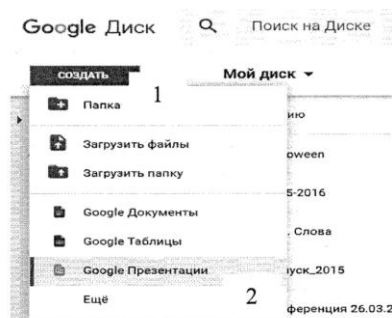 Google Диск
Поиск на Диске
СОЗДАТЬ
Мой диск
Папка
1
ию
Загрузить файлы
oween
Загрузить папку
5-2016
Google Документы
. Слова
Google Таблицы
Google Презентации
уск_2015
Ещё
2
ференция 26.03.2